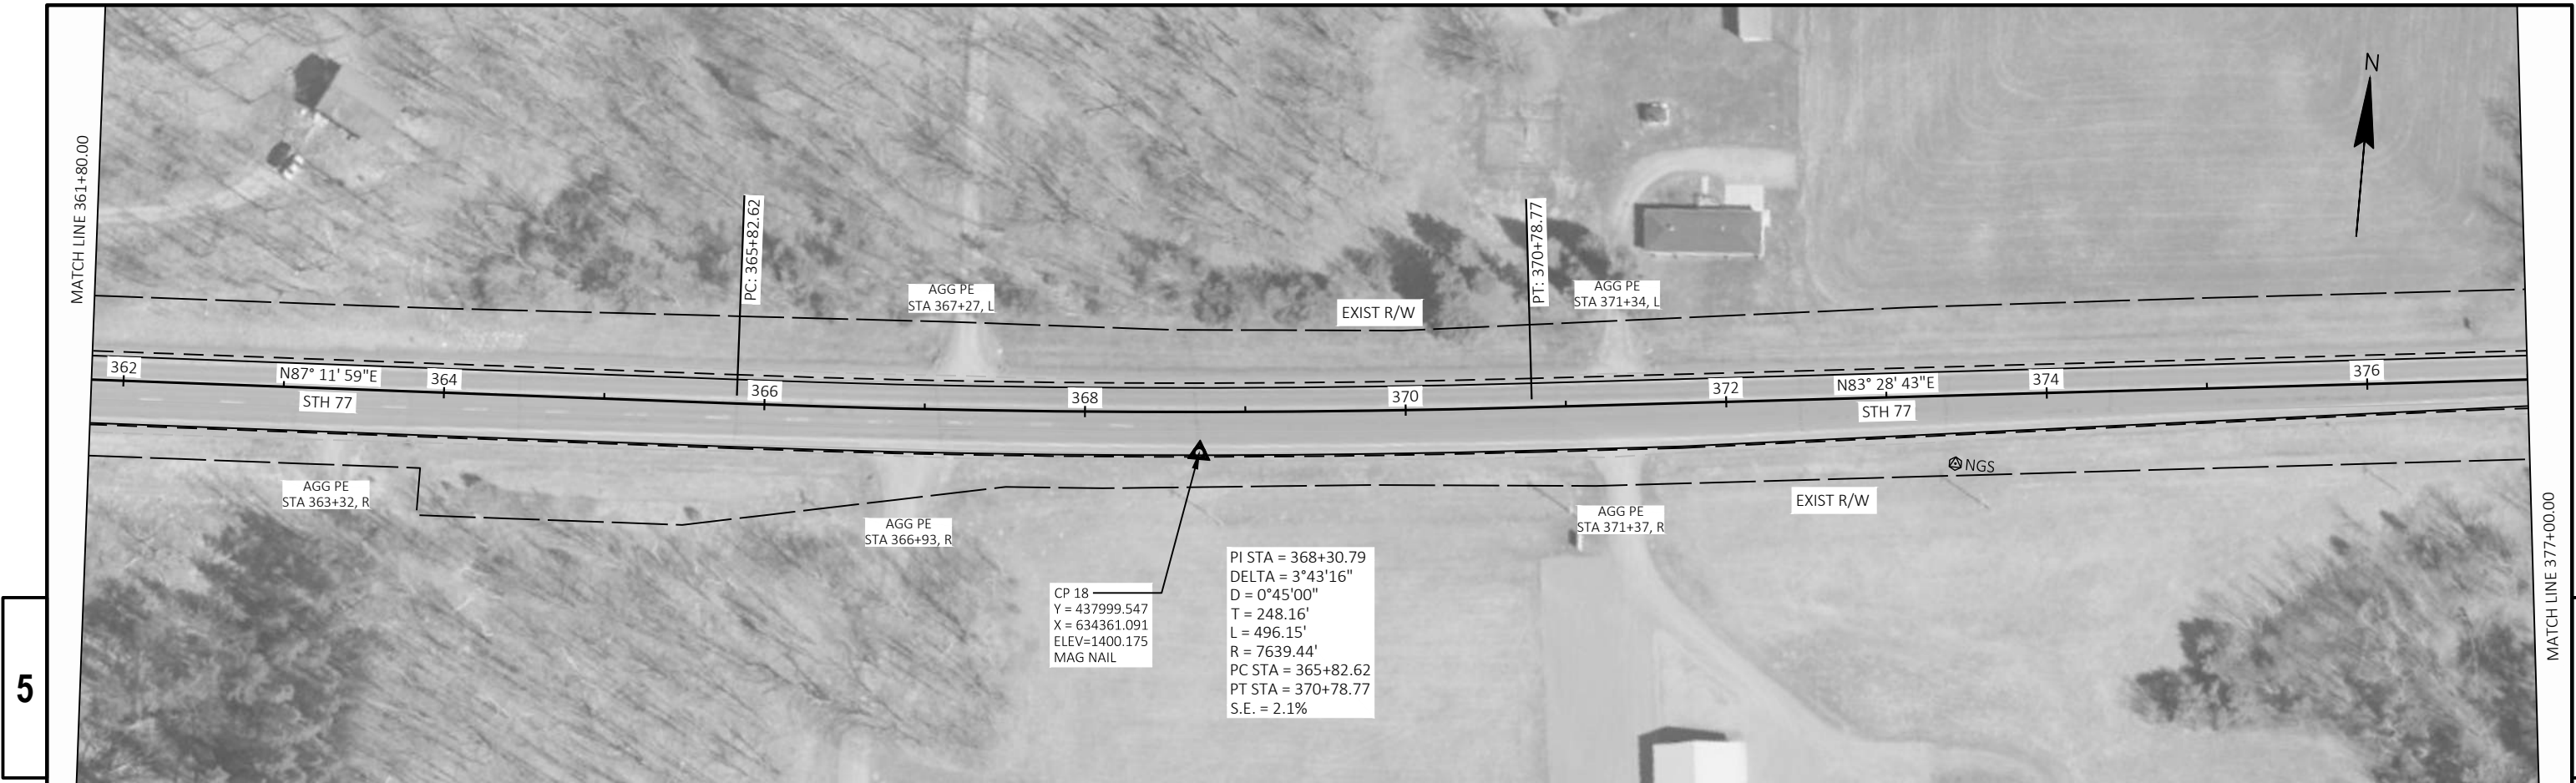 MATCH LINE 361+80.00
N
PC: 365+82.62
PT: 370+78.77
AGG PE
STA 367+27, L
EXIST R/W
AGG PE
STA 371+34, L
362
N87° 11' 59"E
364
366
368
370
372
N83° 28' 43"E
374
376
STH 77
STH 77
NGS
AGG PE
STA 363+32, R
AGG PE
STA 366+93, R
AGG PE
STA 371+37, R
EXIST R/W
CP 18
Y = 437999.547
X = 634361.091
ELEV=1400.175
MAG NAIL
PI STA = 368+30.79
DELTA = 3°43'16"
D = 0°45'00"
T = 248.16'
L = 496.15'
R = 7639.44'
PC STA = 365+82.62
PT STA = 370+78.77
S.E. = 2.1%
MATCH LINE 377+00.00
5